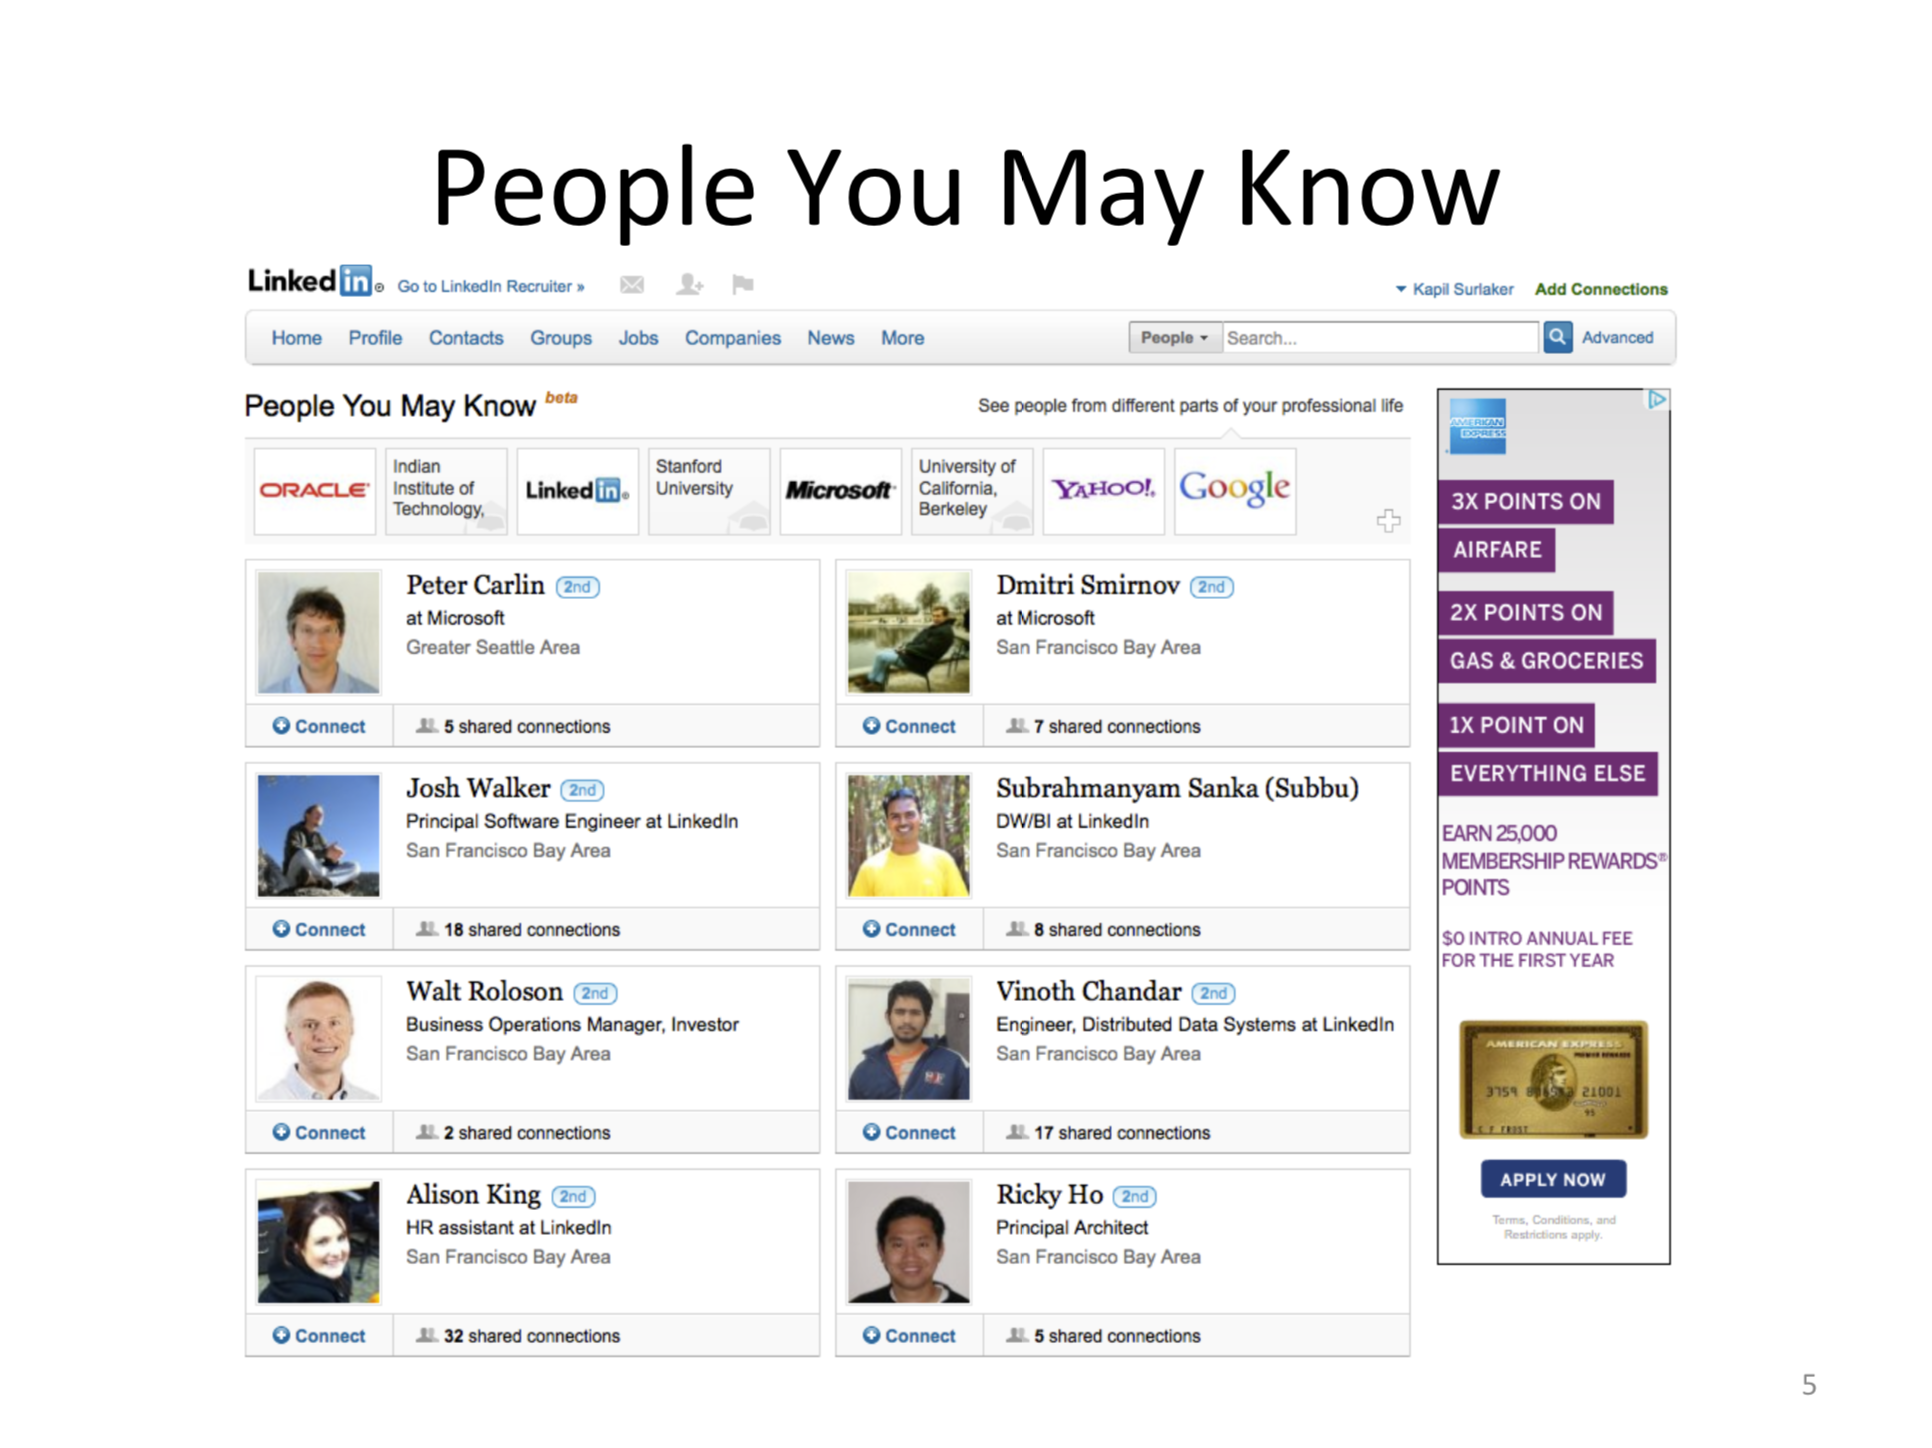 People You May Know
Linked in® Go to LinkedIn Recruiter » Kapil Surlaker Add Connections
Home Profile Contacts Groups Jobs Companies News More People Search... Advanced
People You May Know beta See people from different parts of your professional life
ORACLE
Indian
Institute of
Technology,
Linked in®
Stanford
University
Microsoft
University of
California,
Berkeley
YAHOO!
Google
Peter Carlin 2nd
at Microsoft
Greater Seattle Area
Connect 5 shared connections
Dmitri Smirnov 2nd
at Microsoft
San Francisco Bay Area
Connect 7 shared connections
Josh Walker 2nd
Principal Software Engineer at LinkedIn
San Francisco Bay Area
Connect 18 shared connections
Subrahmanyam Sanka (Subbu)
DW/BI at LinkedIn
San Francisco Bay Area
Connect 8 shared connections
Walt Roloson 2nd
Business Operations Manager, Investor
San Francisco Bay Area
Connect 2 shared connections
Vinoth Chandar 2nd
Engineer, Distributed Data Systems at LinkedIn
San Francisco Bay Area
Connect 17 shared connections
Alison King 2nd
HR assistant at LinkedIn
San Francisco Bay Area
Connect 32 shared connections
Ricky Ho 2nd
Principal Architect
San Francisco Bay Area
Connect 5 shared connections
AMERICAN
EXPRESS
3X POINTS ON
AIRFARE
2X POINTS ON
GAS & GROCERIES
1X POINT ON
EVERYTHING ELSE
EARN 25,000
MEMBERSHIP REWARDS®
POINTS
$0 INTRO ANNUAL FEE
FOR THE FIRST YEAR
AMERICAN EXPRESS
3759 21001
95
C F FROST
APPLY NOW
Terms, Conditions, and
Restrictions apply.
5